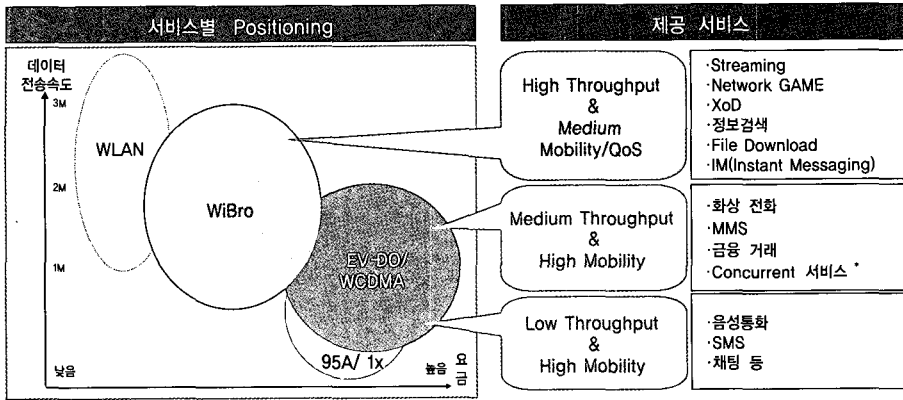 서비스별 Positioning
제공 서비스
데이터
전송속도
3M
2M
1M
WLAN
WiBro
EV-DO/
WCDMA
95A/ 1x
낮음
높음
요금
High Throughput
&
Medium
Mobility/QoS
·Streaming
·Network GAME
·XoD
·정보검색
·File Download
·IM(Instant Messaging)
Medium Throughput
&
High Mobility
·화상 전화
·MMS
·금융 거래
·Concurrent 서비스 *
Low Throughput
&
High Mobility
·음성통화
·SMS
·채팅 등